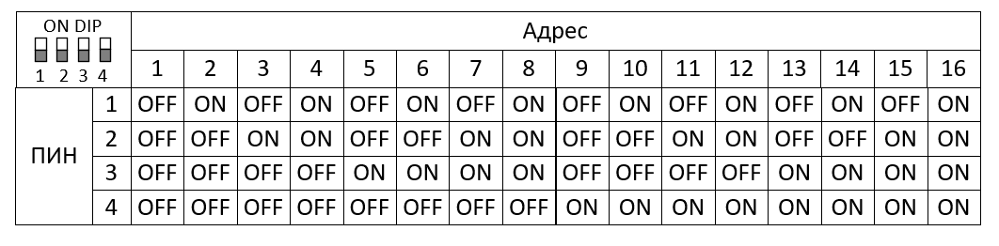 ON DIP
1 2 3 4
Адрес
1 2 3 4 5 6 7 8 9 10 11 12 13 14 15 16
ПИН
1 OFF ON OFF ON OFF ON OFF ON OFF ON OFF ON OFF ON OFF ON
2 OFF OFF ON ON OFF OFF ON ON OFF OFF ON ON OFF OFF ON ON
3 OFF OFF OFF OFF ON ON ON ON OFF OFF OFF OFF ON ON ON ON
4 OFF OFF OFF OFF OFF OFF OFF OFF ON ON ON ON ON ON ON ON